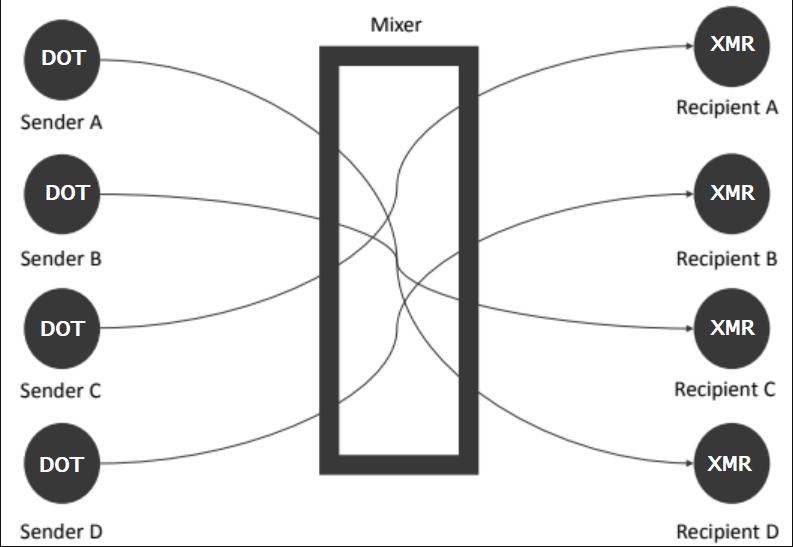 Mixer
DOT
XMR
Sender A
Recipient A
DOT
XMR
Sender B
Recipient B
DOT
XMR
Sender C
Recipient C
DOT
XMR
Sender D
Recipient D